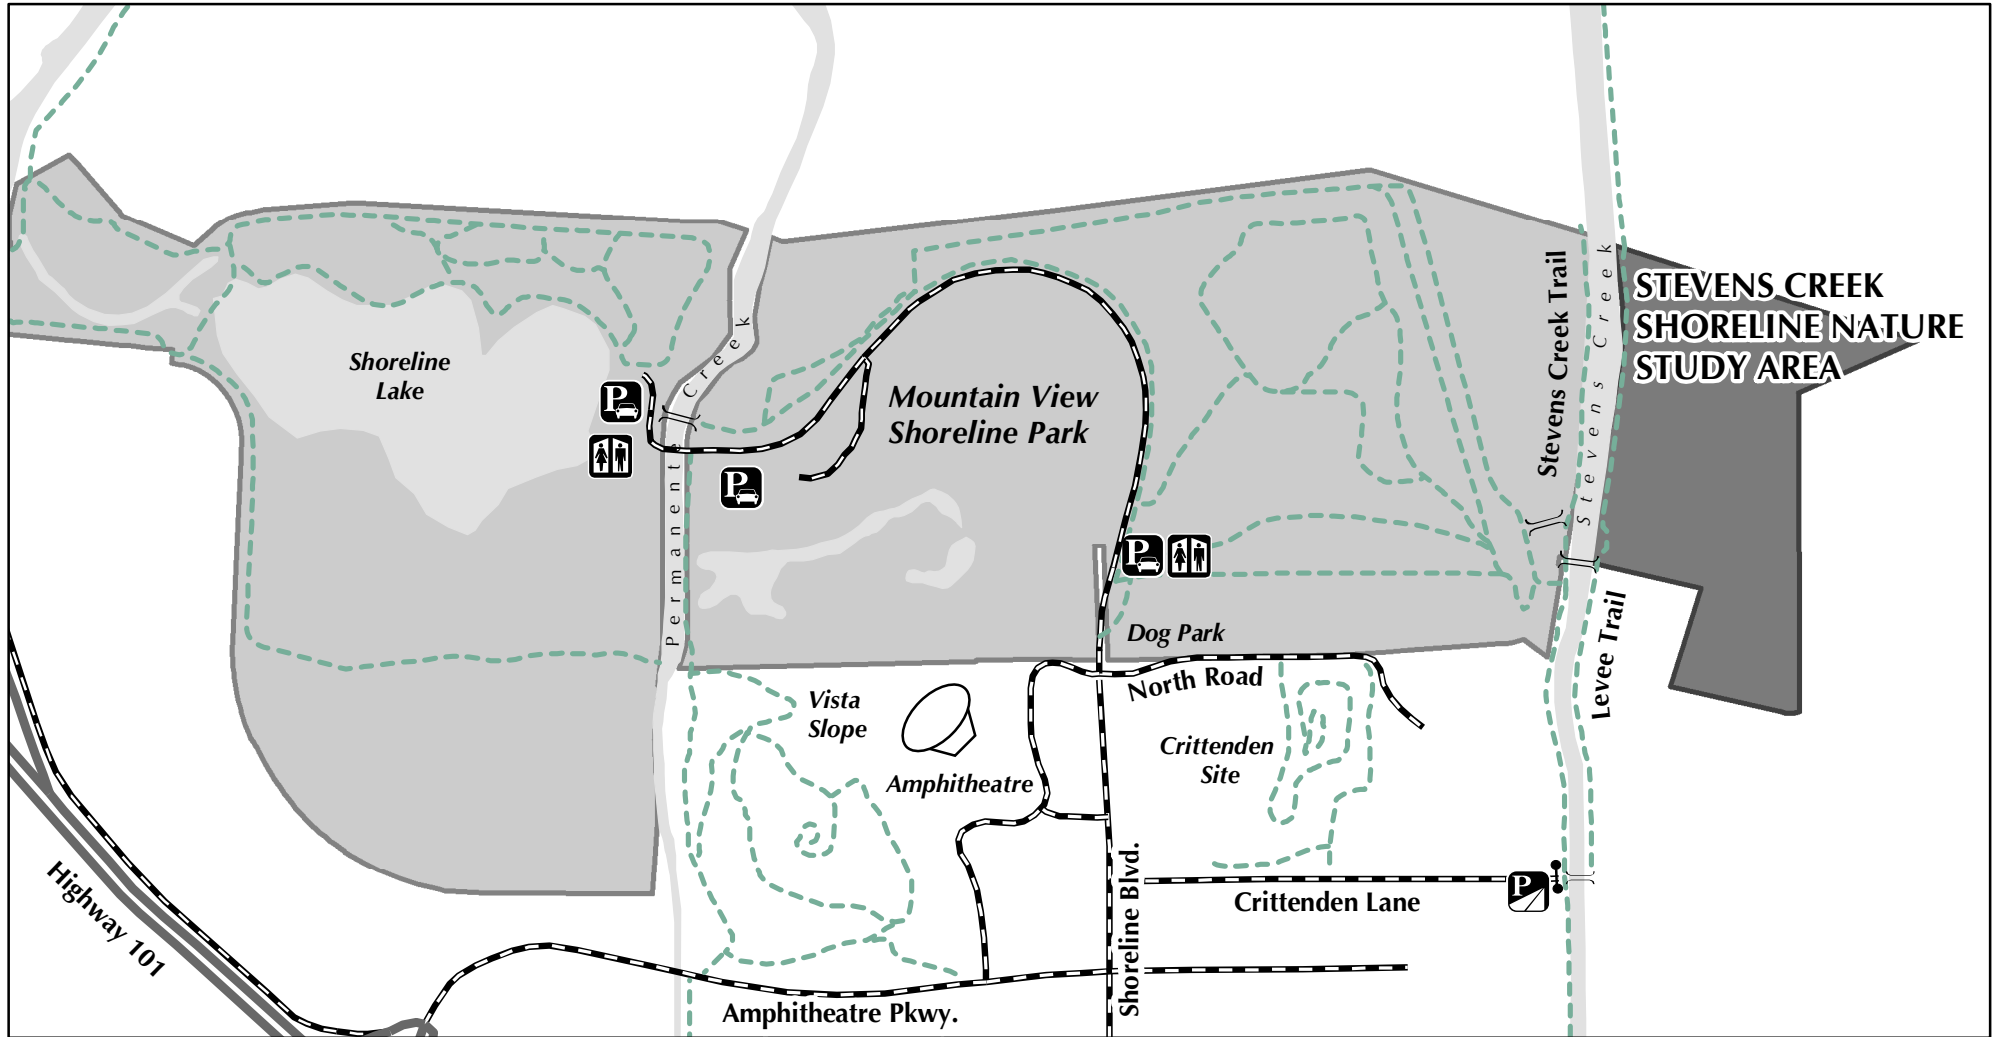 STEVENS CREEK
SHORELINE NATURE
STUDY AREA
Stevens Creek Trail
Stevens Creek
Shoreline
Lake
Permanente Creek
Mountain View
Shoreline Park
P
P
P
Dog Park
North Road
Levee Trail
Vista
Slope
Amphitheatre
Crittenden
Site
Crittenden Lane
P
Shoreline Blvd.
Highway 101
Amphitheatre Pkwy.